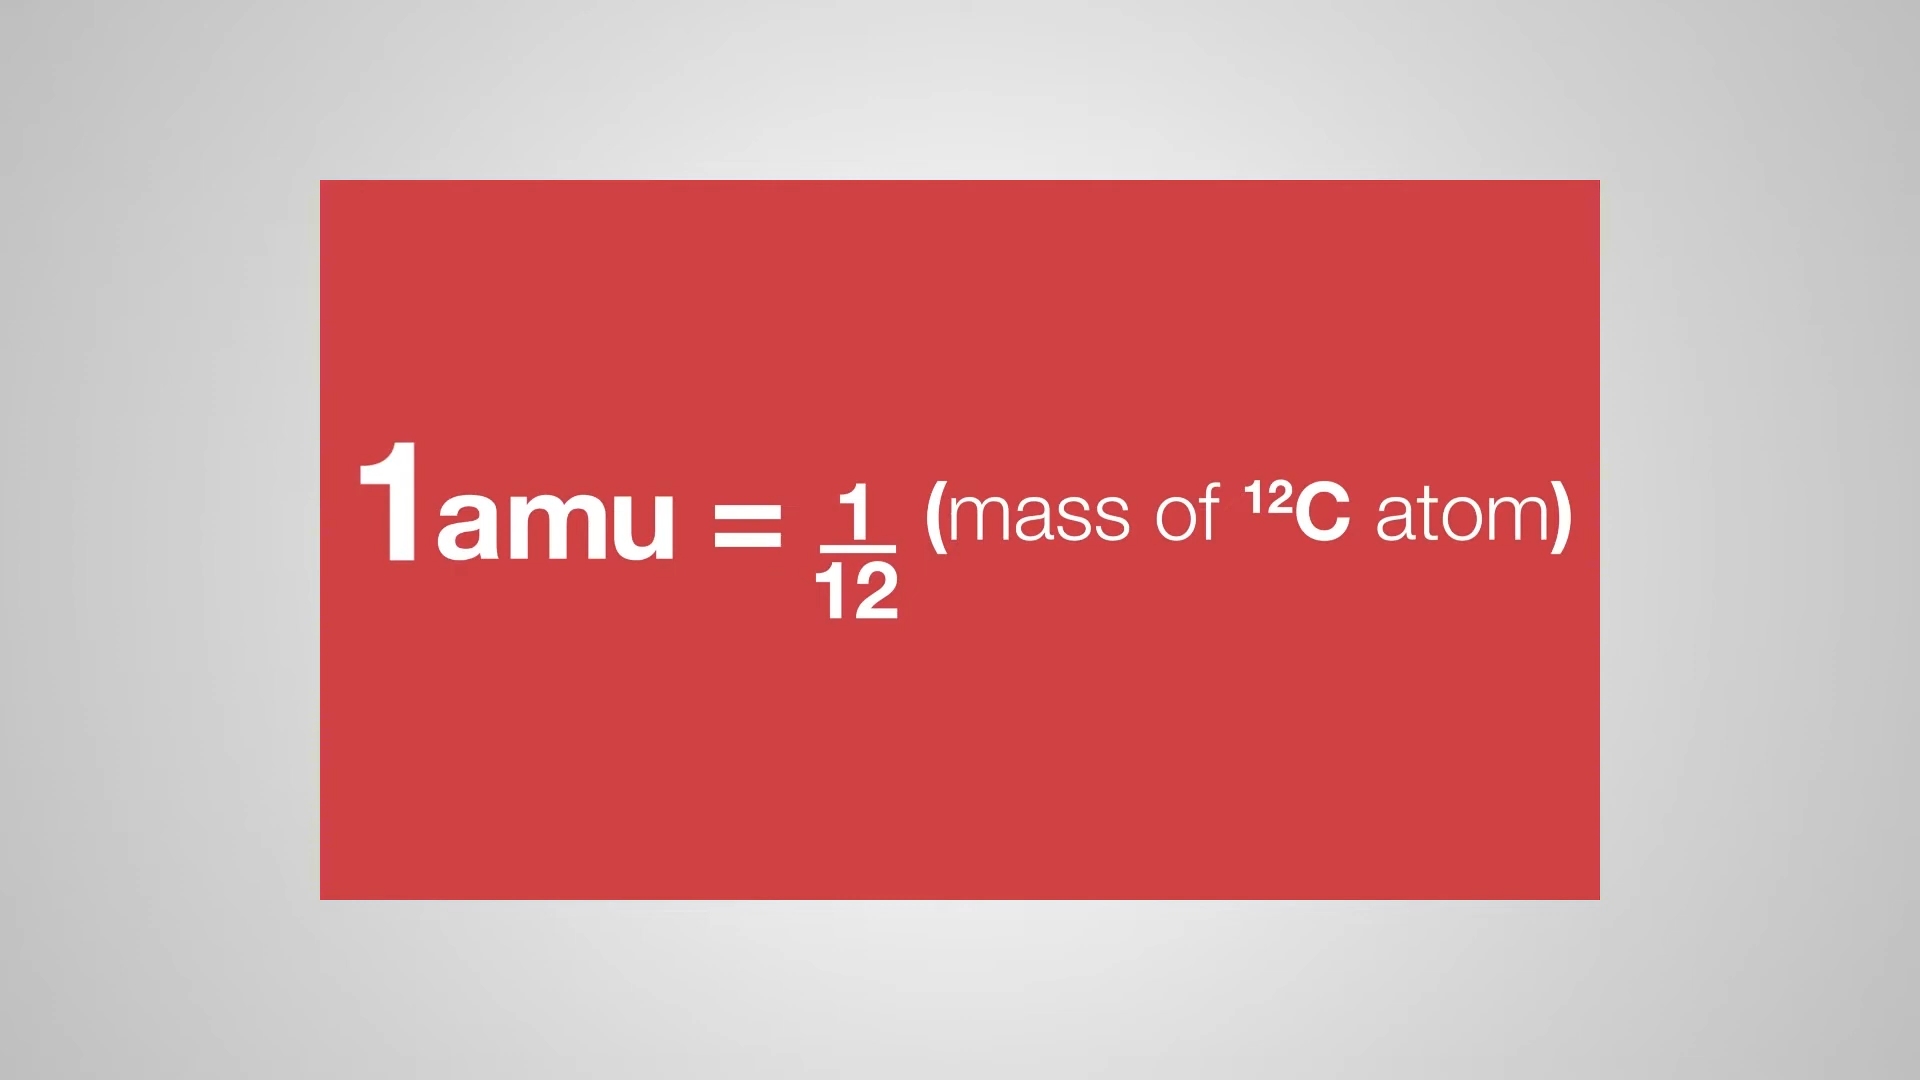 1amu = 1/12 (mass of ¹²C atom)